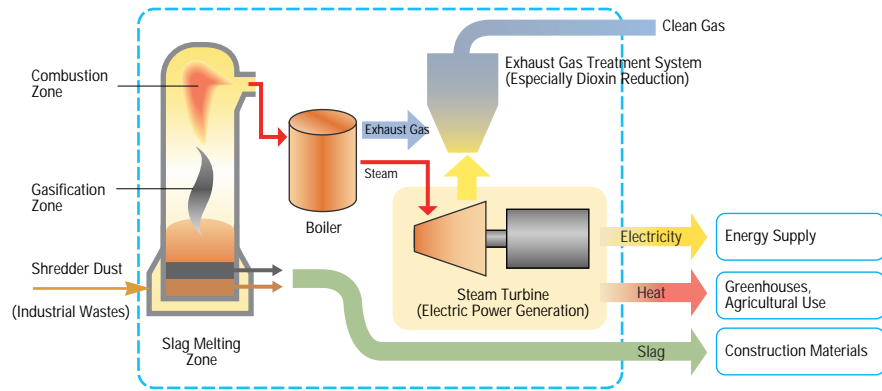 Combustion
Zone
Gasification
Zone
Shredder Dust
(Industrial Wastes)
Slag Melting
Zone
Boiler
Exhaust Gas
Steam
Clean Gas
Exhaust Gas Treatment System
(Especially Dioxin Reduction)
Steam Turbine
(Electric Power Generation)
Electricity
Energy Supply
Heat
Greenhouses,
Agricultural Use
Slag
Construction Materials